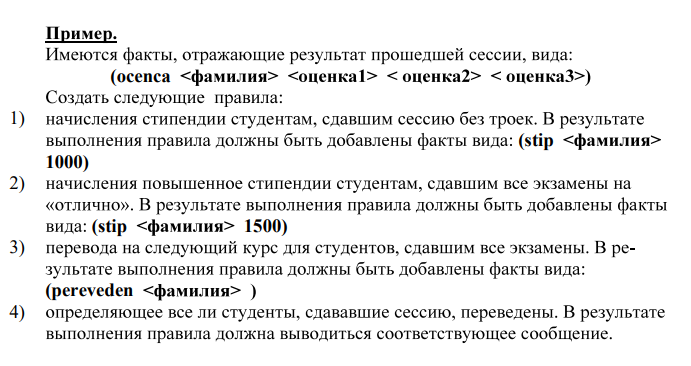 Пример.
Имеются факты, отражающие результат прошедшей сессии, вида:
(ocenca <фамилия> <оценка1> < оценка2> < оценка3>)
Создать следующие правила:
1) начисления стипендии студентам, сдавшим сессию без троек. В результате
выполнения правила должны быть добавлены факты вида: (stip <фамилия>
1000)
2) начисления повышенное стипендии студентам, сдавшим все экзамены на
«отлично». В результате выполнения правила должны быть добавлены факты
вида: (stip <фамилия> 1500)
3) перевода на следующий курс для студентов, сдавшим все экзамены. В ре-
зультате выполнения правила должны быть добавлены факты вида:
(pereveden <фамилия> )
4) определяющее все ли студенты, сдававшие сессию, переведены. В результате
выполнения правила должна выводиться соответствующее сообщение.